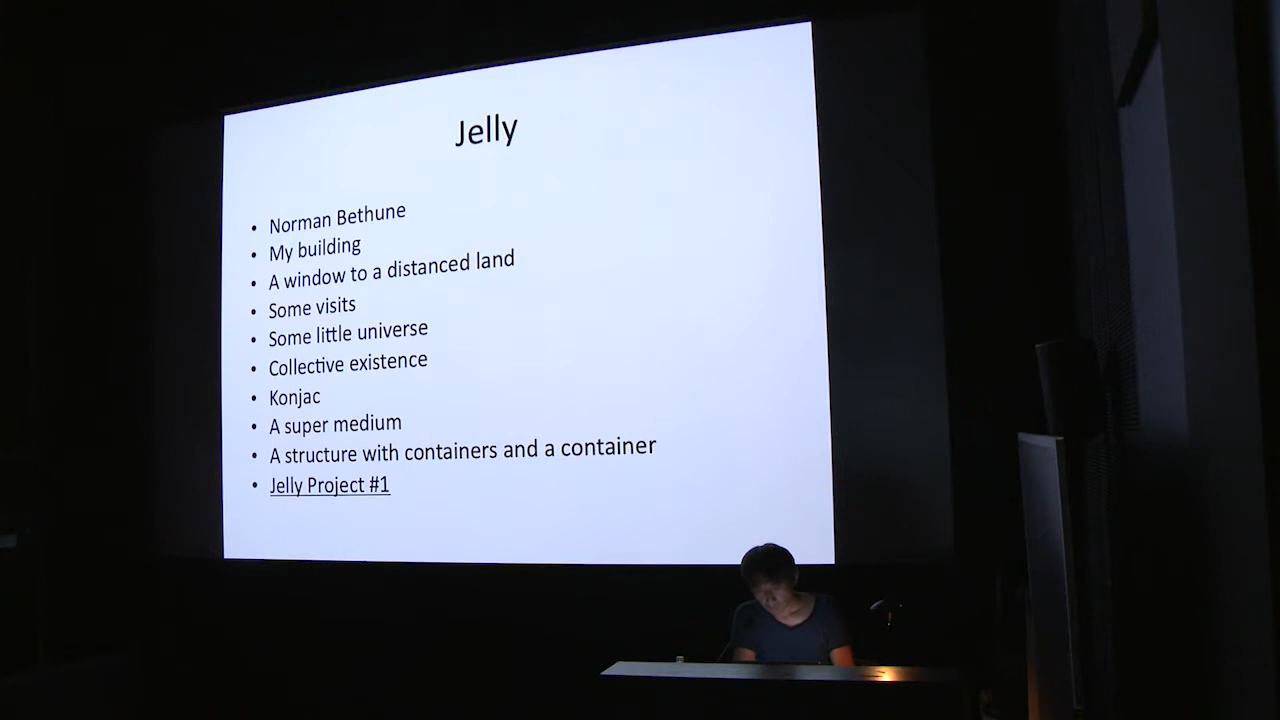 Jelly
• Norman Bethune
• My building
• A window to a distanced land
• Some visits
• Some little universe
• Collective existence
• Konjac
• A super medium
• A structure with containers and a container
• Jelly Project #1